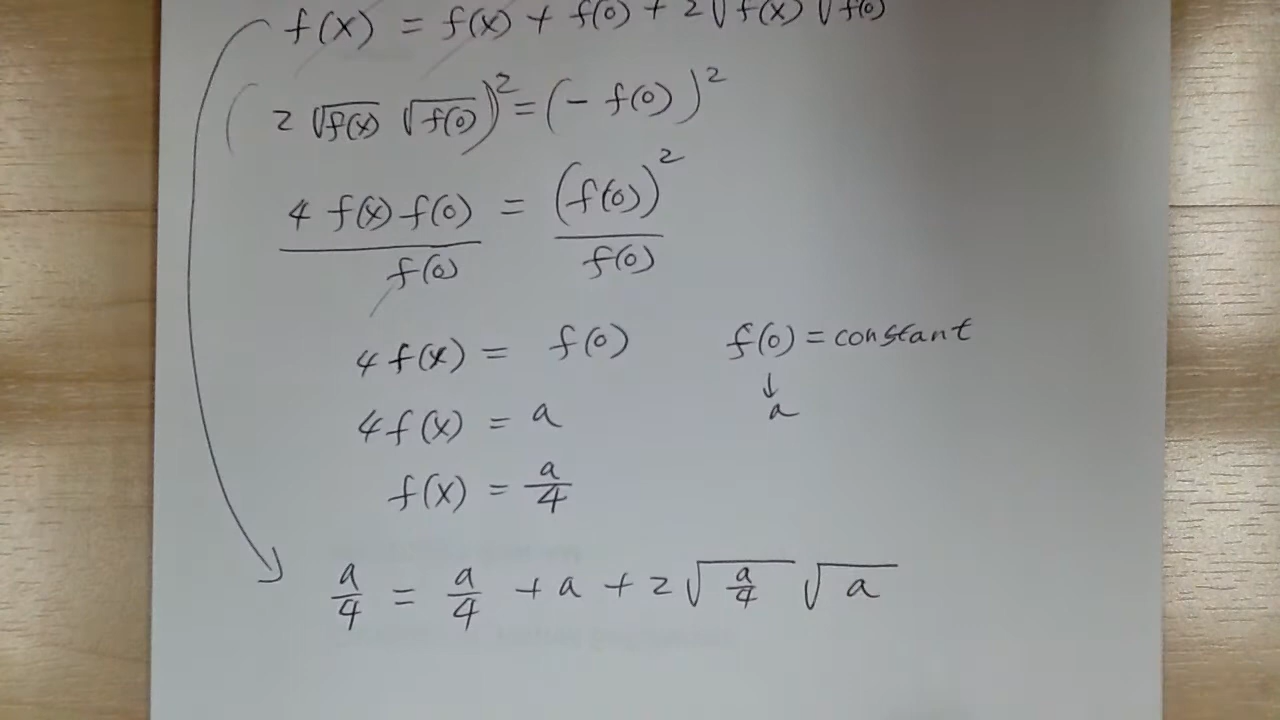 f(x) = f(x) + f(0) + 2√f(x) √f(0)
(2 √f(x) √f(0))² = (- f(0))²
4 f(x) f(0) / f(0) = (f(0))² / f(0)
4 f(x) = f(0)
f(0) = constant
↓
a
4 f(x) = a
f(x) = a/4
a/4 = a/4 + a + 2√(a/4) √a